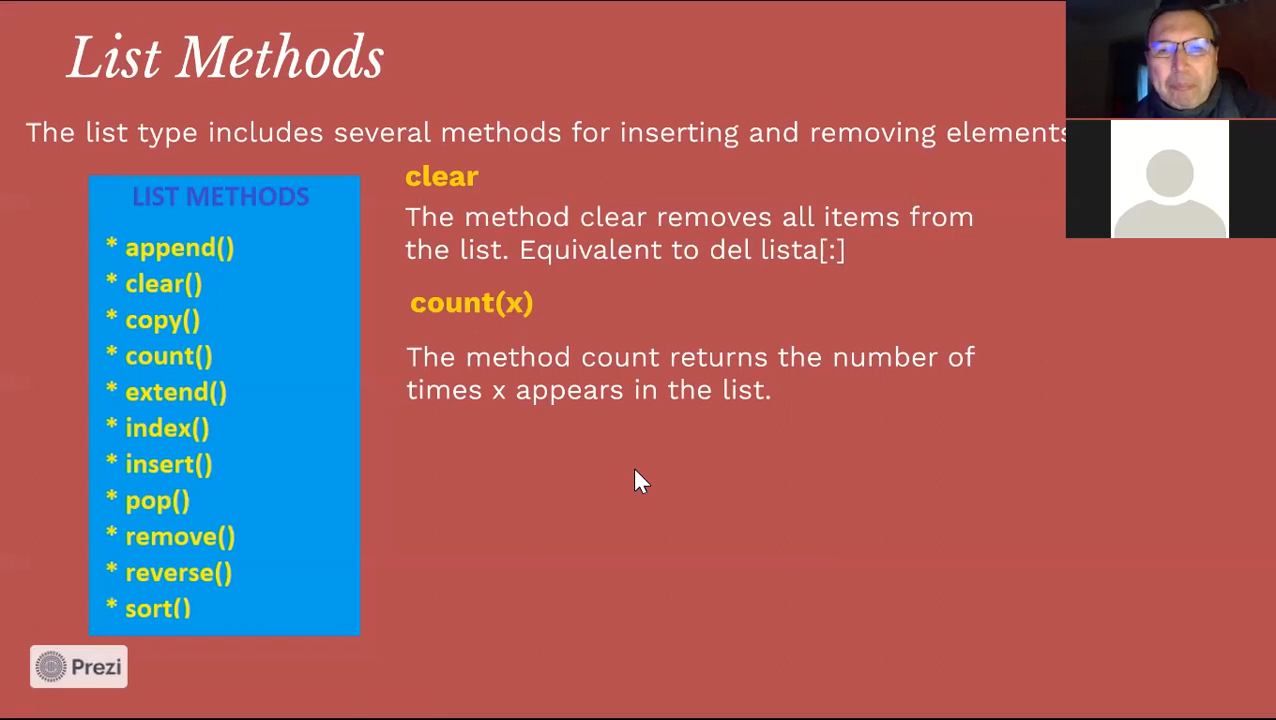 List Methods
The list type includes several methods for inserting and removing elements
LIST METHODS
* append()
* clear()
* copy()
* count()
* extend()
* index()
* insert()
* pop()
* remove()
* reverse()
* sort()
clear
The method clear removes all items from
the list. Equivalent to del lista[:]
count(x)
The method count returns the number of
times x appears in the list.
Prezi